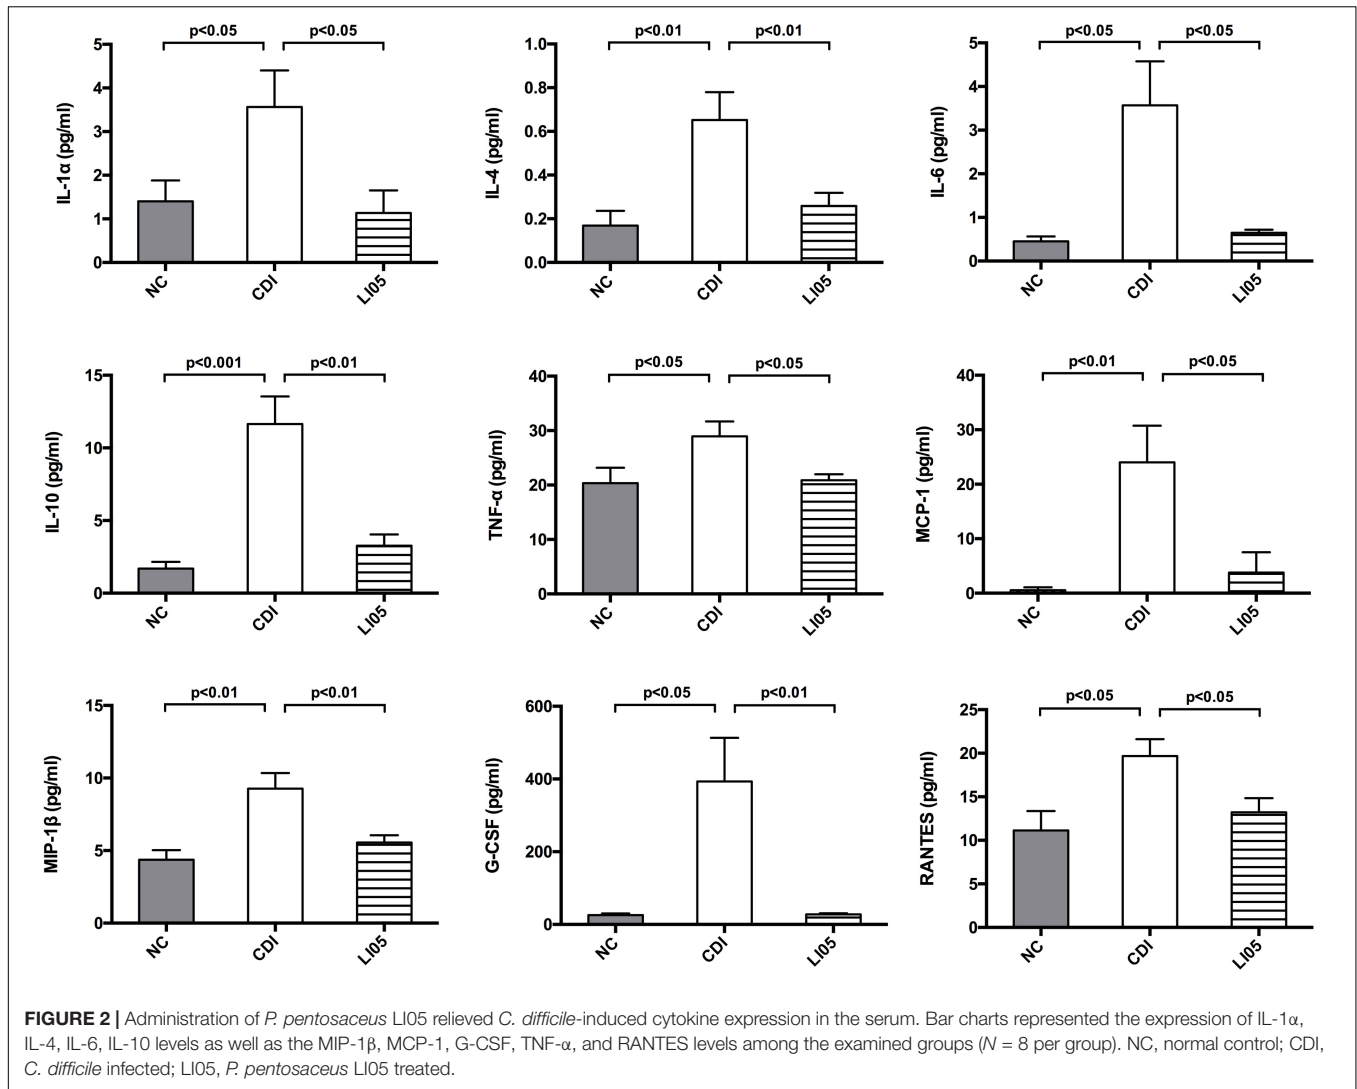 p<0.05 p<0.05
5
4
3
2
1
0
IL-1α (pg/ml)
NC CDI LI05
p<0.01 p<0.01
1.0
0.8
0.6
0.4
0.2
0.0
IL-4 (pg/ml)
NC CDI LI05
p<0.05 p<0.05
5
4
3
2
1
0
IL-6 (pg/ml)
NC CDI LI05
p<0.001 p<0.01
15
10
5
0
IL-10 (pg/ml)
NC CDI LI05
p<0.05 p<0.05
40
30
20
10
0
TNF-α (pg/ml)
NC CDI LI05
p<0.01 p<0.05
40
30
20
10
0
MCP-1 (pg/ml)
NC CDI LI05
p<0.01 p<0.01
15
10
5
0
MIP-1β (pg/ml)
NC CDI LI05
p<0.05 p<0.01
600
400
200
0
G-CSF (pg/ml)
NC CDI LI05
p<0.05 p<0.05
25
20
15
10
5
0
RANTES (pg/ml)
NC CDI LI05
FIGURE 2 | Administration of P. pentosaceus LI05 relieved C. difficile-induced cytokine expression in the serum. Bar charts represented the expression of IL-1α,
IL-4, IL-6, IL-10 levels as well as the MIP-1β, MCP-1, G-CSF, TNF-α, and RANTES levels among the examined groups (N = 8 per group). NC, normal control; CDI,
C. difficile infected; LI05, P. pentosaceus LI05 treated.